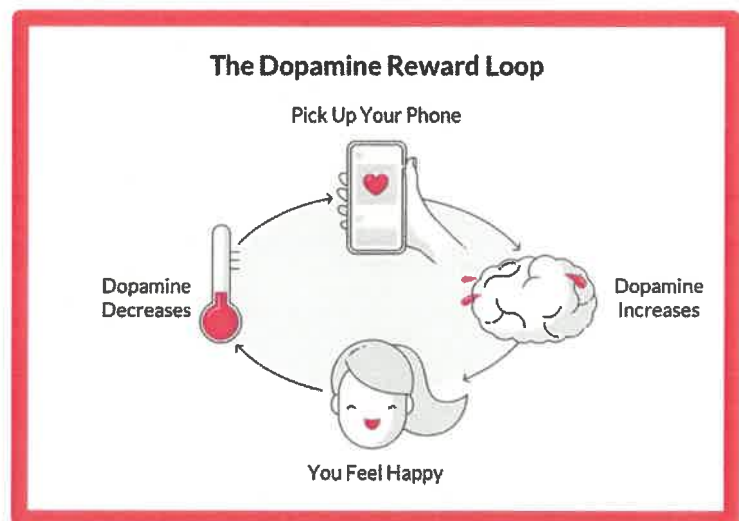 The Dopamine Reward Loop
Pick Up Your Phone
Dopamine
Increases
You Feel Happy
Dopamine
Decreases